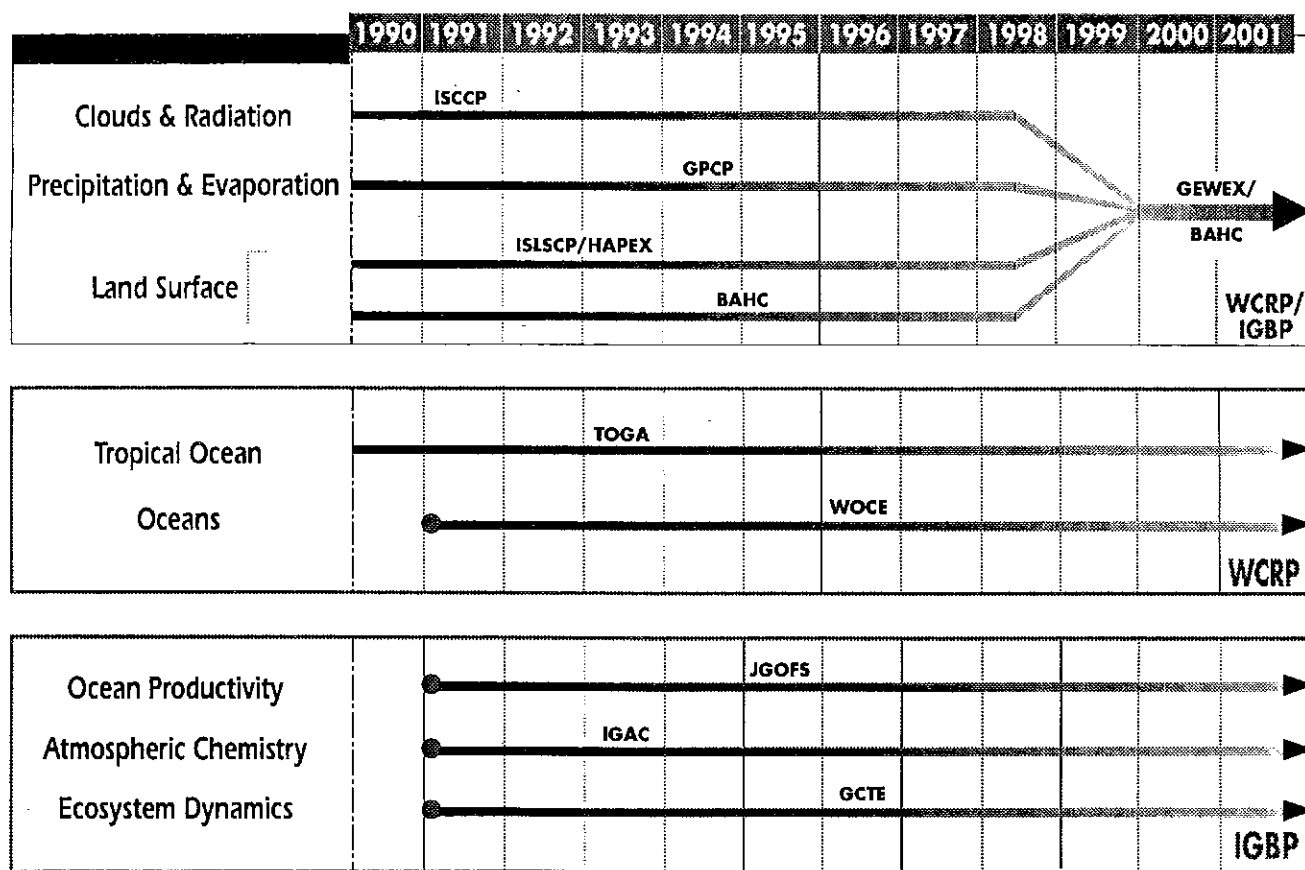 1990 1991 1992 1993 1994 1995 1996 1997 1998 1999 2000 2001
ISCCP
Clouds & Radiation
GPCP
Precipitation & Evaporation
GEWEX/
BAHC
ISLSCP/HAPEX
Land Surface
BAHC
WCRP/
IGBP
TOGA
Tropical Ocean
WOCE
Oceans
WCRP
JGOFS
Ocean Productivity
IGAC
Atmospheric Chemistry
GCTE
Ecosystem Dynamics
IGBP